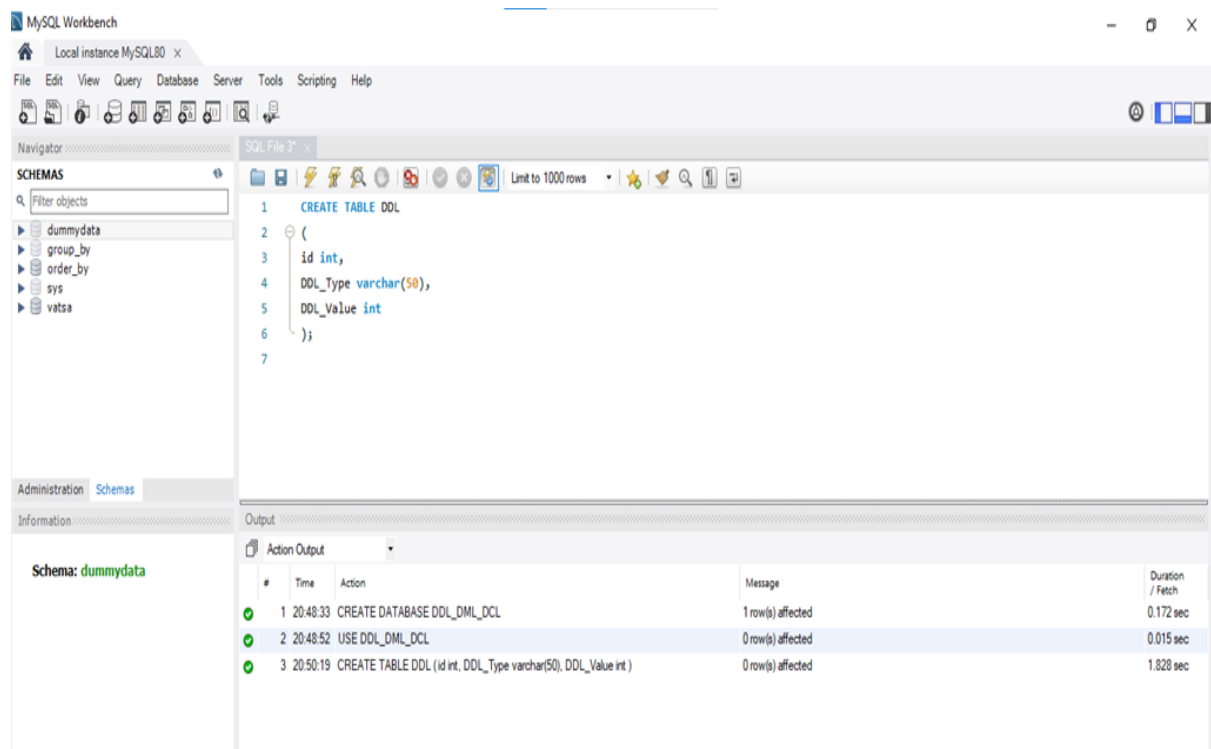 MySQL Workbench
Local instance MySQL80 ×
File Edit View Query Database Server Tools Scripting Help
Navigator
SQL File 3* ×
SCHEMAS
Limit to 1000 rows
Filter objects
dummydata
group_by
order_by
sys
vatsa
1 CREATE TABLE DDL
2 (
3 id int,
4 DDL_Type varchar(50),
5 DDL_Value int
6 );
7
Administration Schemas
Information
Schema: dummydata
Output
Action Output
# Time Action Message Duration / Fetch
1 20:48:33 CREATE DATABASE DDL_DML_DCL 1 row(s) affected 0.172 sec
2 20:48:52 USE DDL_DML_DCL 0 row(s) affected 0.015 sec
3 20:50:19 CREATE TABLE DDL ( id int, DDL_Type varchar(50), DDL_Value int ) 0 row(s) affected 1.828 sec